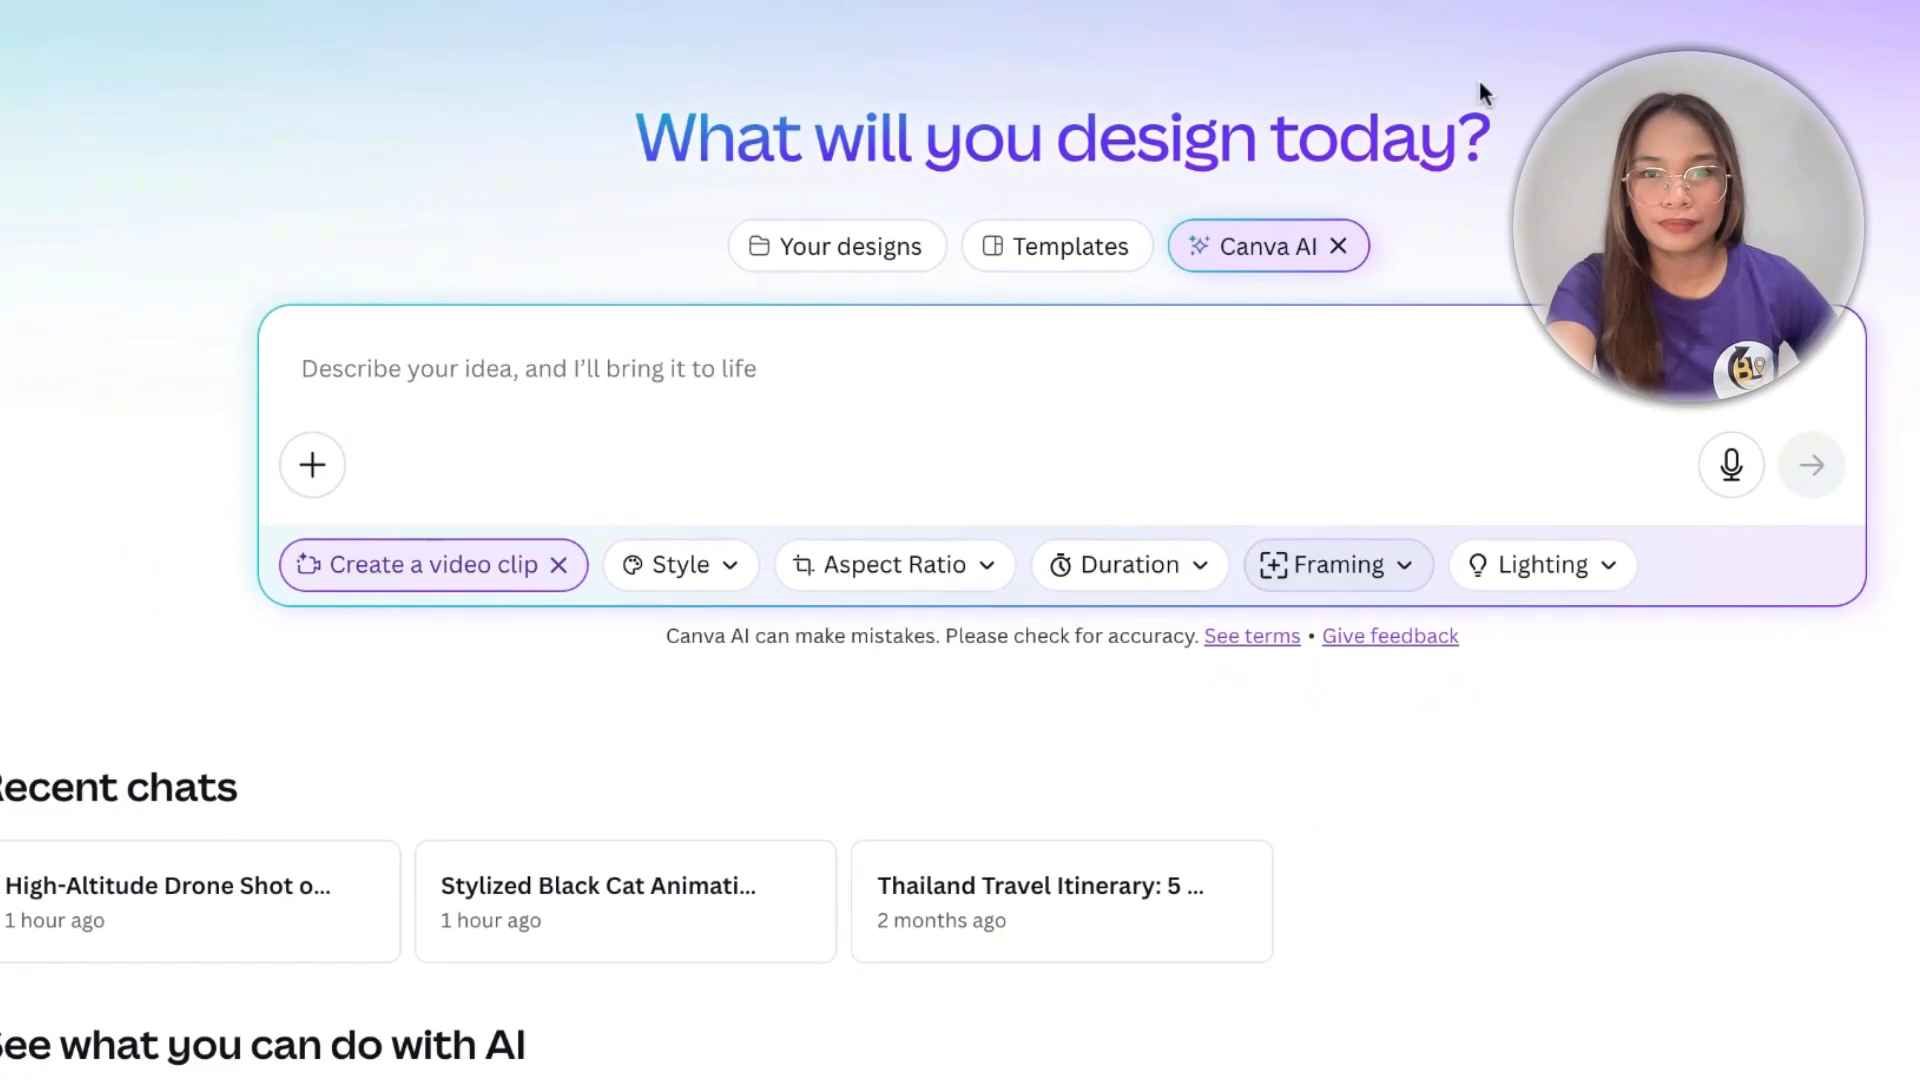 What will you design today?
Your designs
Templates
Canva AI
Describe your idea, and I'll bring it to life
Create a video clip
Style
Aspect Ratio
Duration
Framing
Lighting
Canva AI can make mistakes. Please check for accuracy. See terms • Give feedback
Recent chats
High-Altitude Drone Shot o...
1 hour ago
Stylized Black Cat Animati...
1 hour ago
Thailand Travel Itinerary: 5 ...
2 months ago
See what you can do with AI